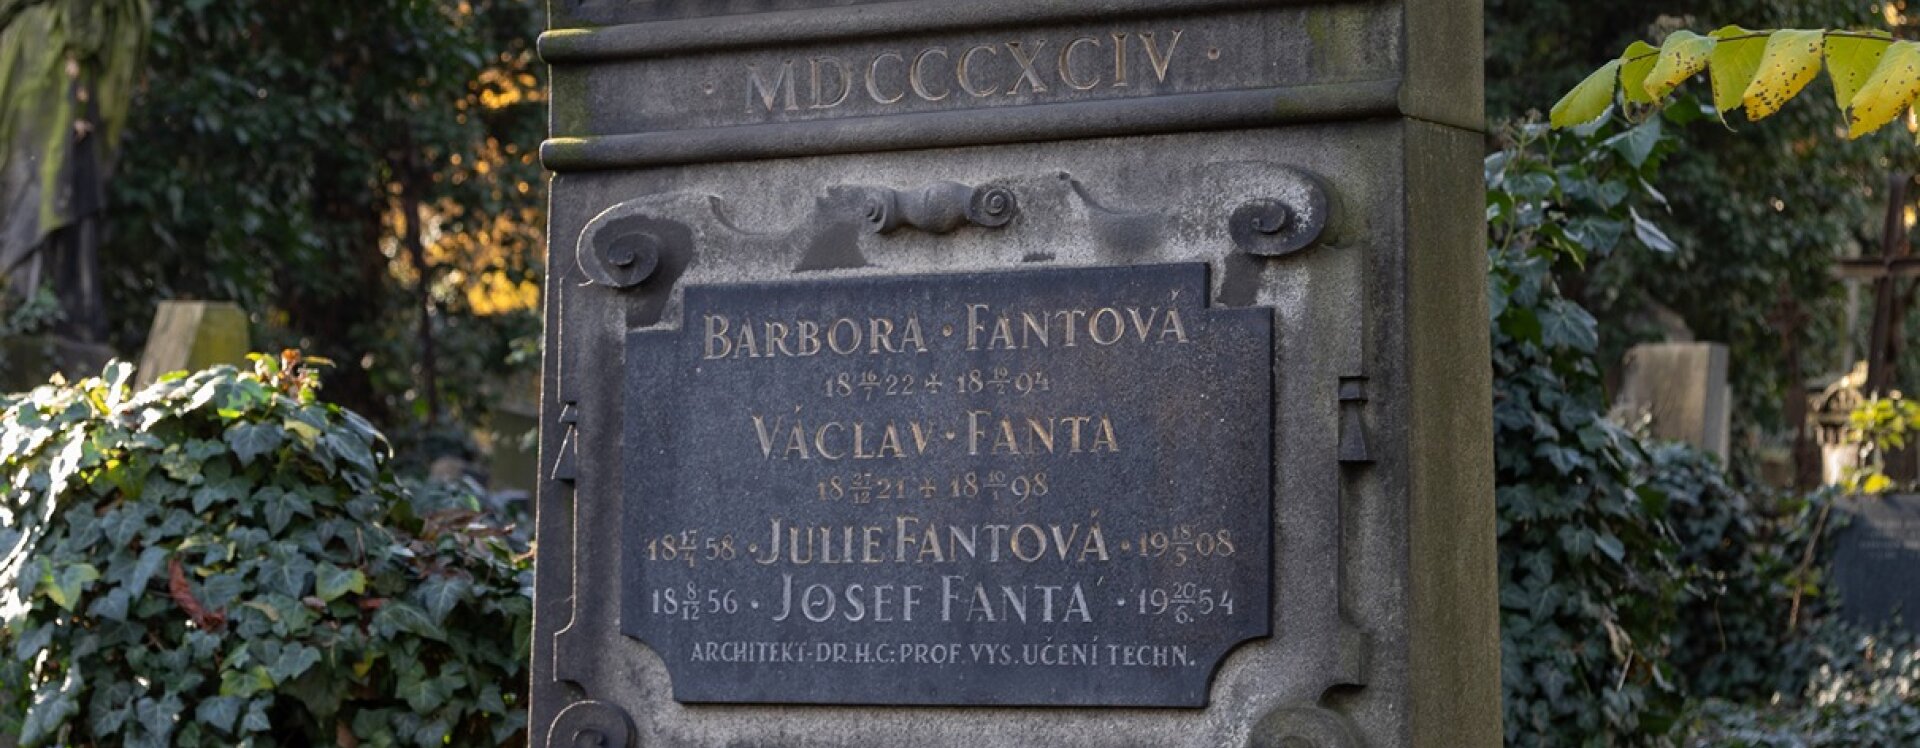 · MDCCCXCIV ·
BARBORA · FANTOVÁ
18 16/7 22 ✝ 18 19/2 94
VÁCLAV · FANTA
18 27/12 21 ✝ 18 10/1 98
18 17/4 58 · JULIE FANTOVÁ · 19 18/5 08
18 8/12 56 · JOSEF FANTA · 19 20/6. 54
ARCHITEKT·DR.H.C:PROF.VYS.UČENÍ TECHN.